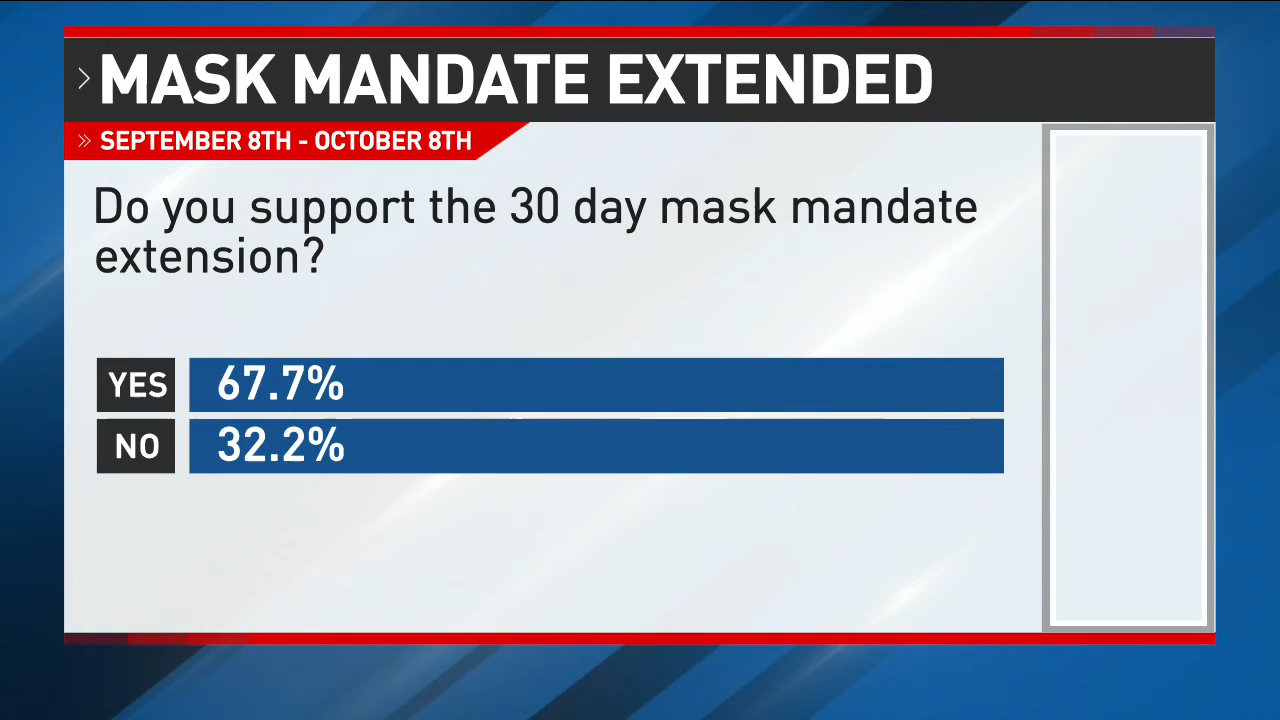 MASK MANDATE EXTENDED
SEPTEMBER 8TH - OCTOBER 8TH
Do you support the 30 day mask mandate
extension?
YES 67.7%
NO 32.2%